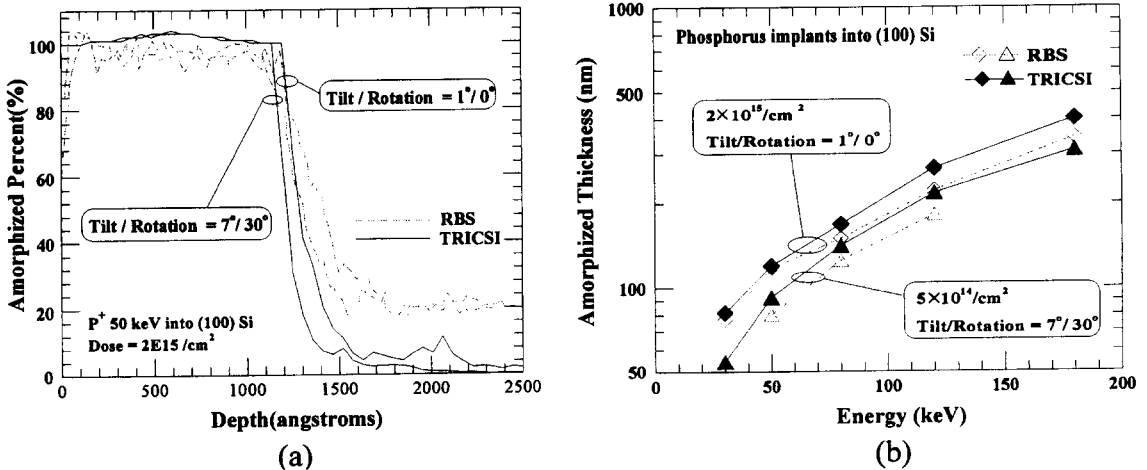 100
80
60
40
20
0
Amorphized Percent(%)
Tilt / Rotation = 1°/ 0°
Tilt / Rotation = 7°/ 30°
RBS
TRICSI
P+ 50 keV into (100) Si
Dose = 2E15 /cm2
0
500
1000
1500
2000
2500
Depth(angstroms)
(a)
1000
500
100
50
Amorphized Thickness (nm)
Phosphorus implants into (100) Si
RBS
TRICSI
2×10^15/cm^2
Tilt/Rotation = 1°/ 0°
5×10^14/cm^2
Tilt/Rotation = 7°/ 30°
0
50
100
150
200
Energy (keV)
(b)